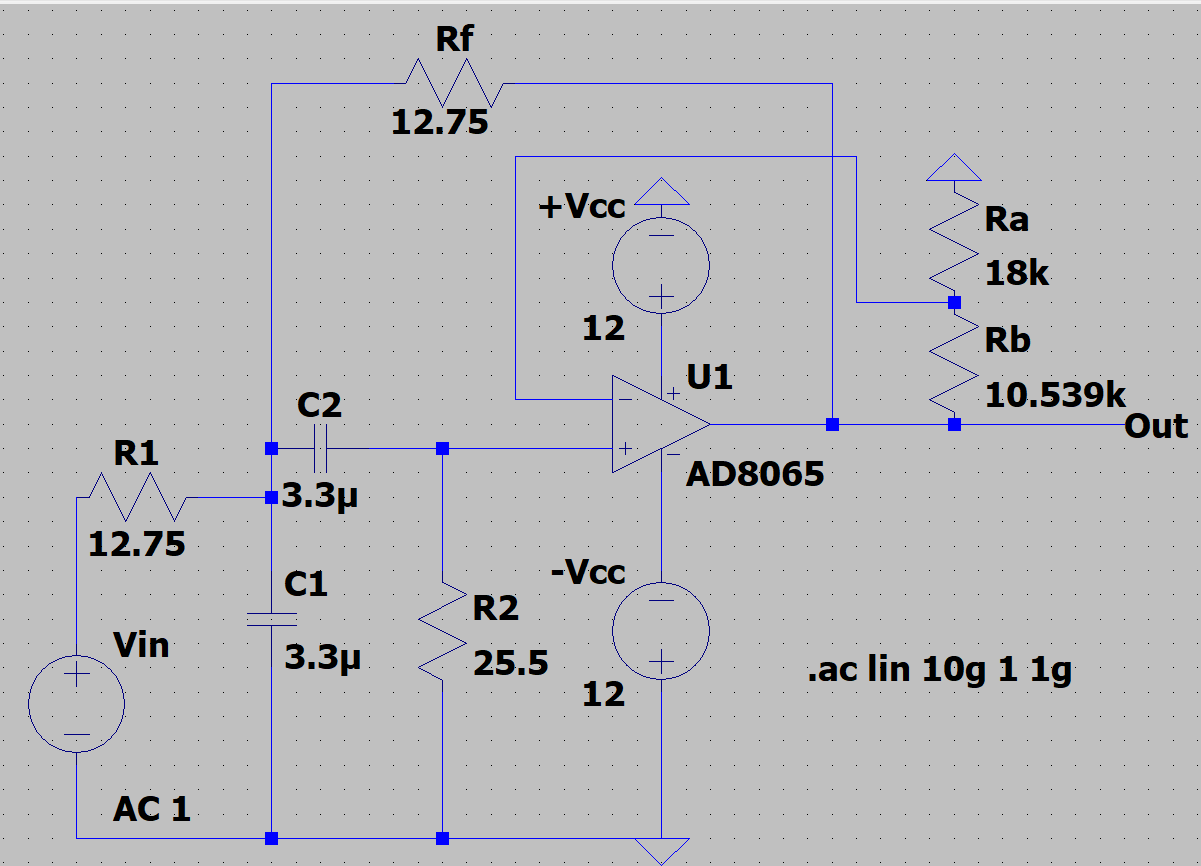 Rf
12.75
+Vcc
12
Ra
18k
Rb
10.539k
Out
U1
AD8065
C2
3.3µ
R1
12.75
C1
3.3µ
R2
25.5
-Vcc
12
Vin
AC 1
.ac lin 10g 1 1g